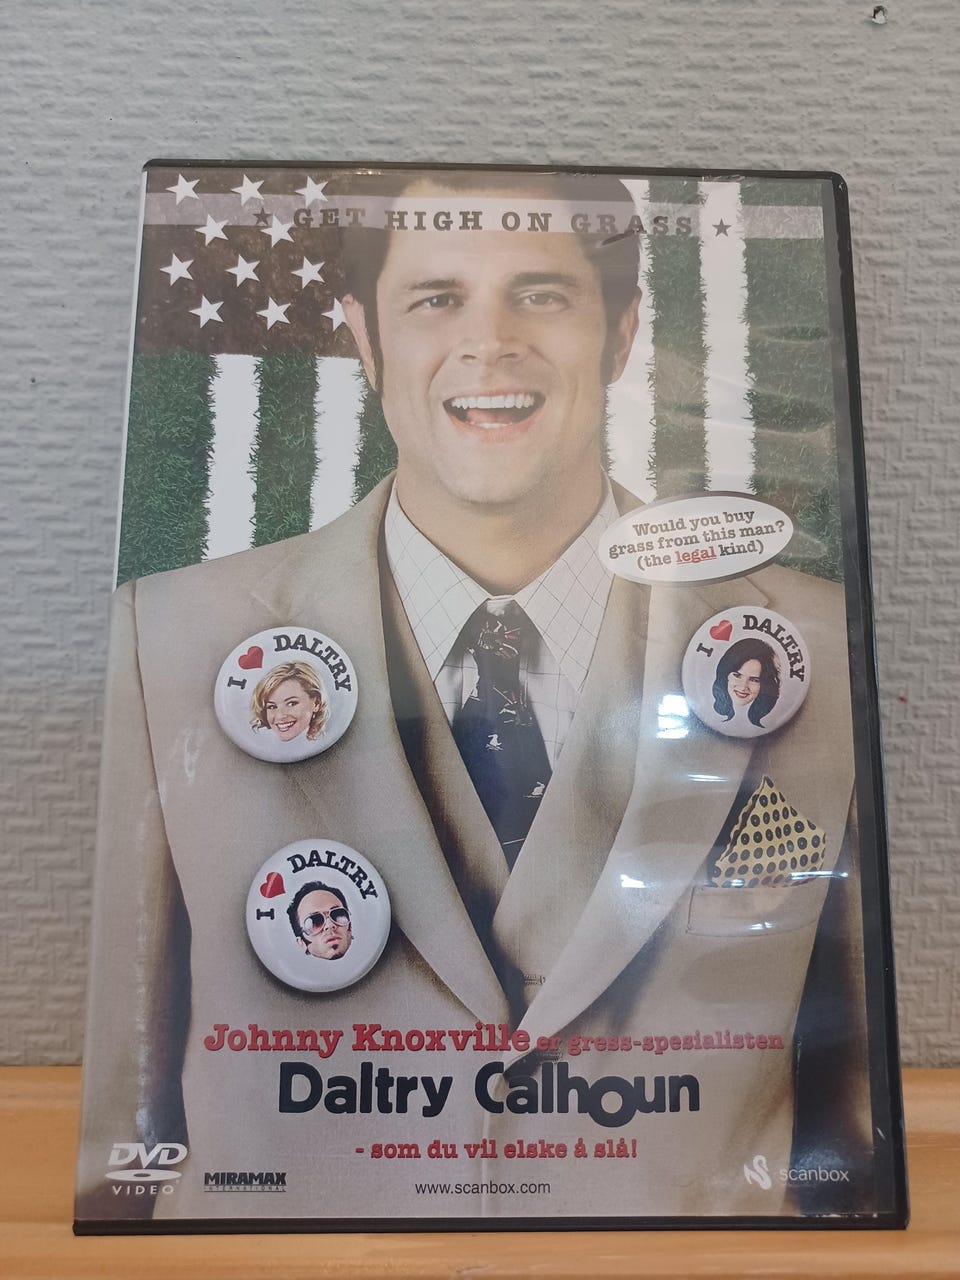 ★ GET HIGH ON GRASS ★
Would you buy
grass from this man?
(the legal kind)
I ❤ DALTRY
I ❤ DALTRY
I ❤ DALTRY
Johnny Knoxville er gress-spesialisten
Daltry Calhoun
- som du vil elske å slå!
DVD
VIDEO
MIRAMAX
INTERNATIONAL
www.scanbox.com
scanbox